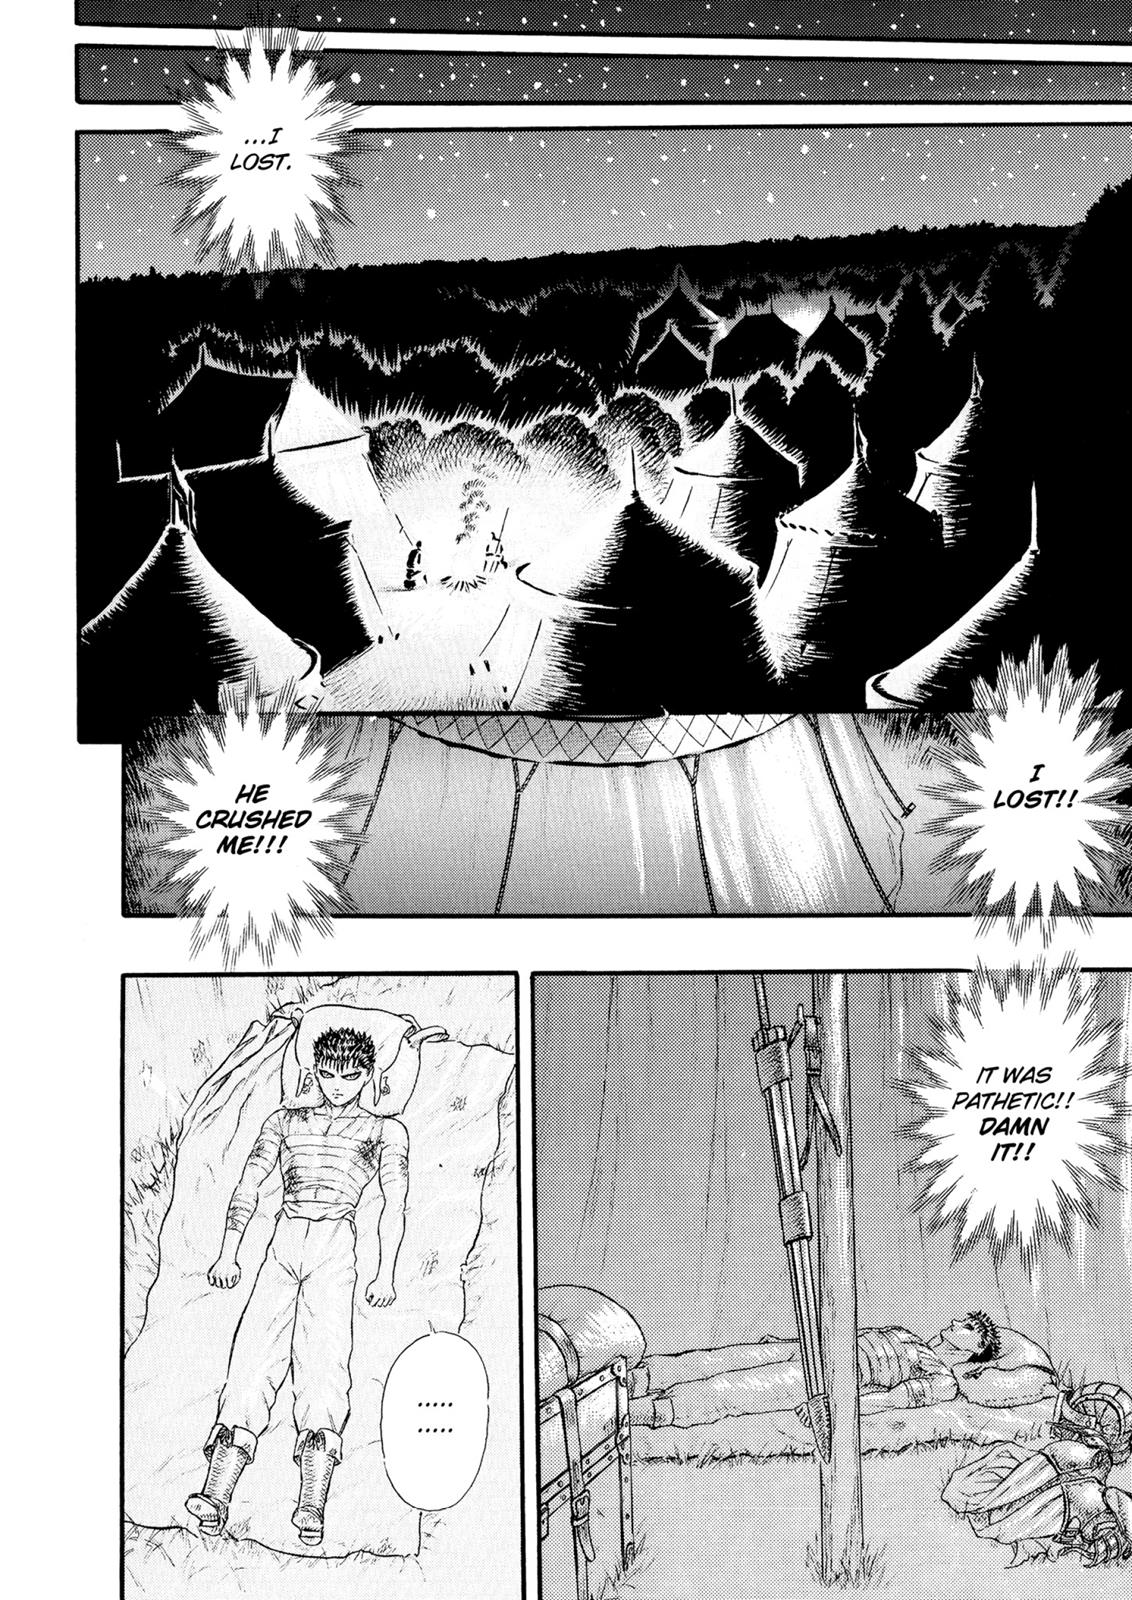 ...I
LOST.
I
LOST!!
HE
CRUSHED
ME!!!
IT WAS
PATHETIC!!
DAMN
IT!!
.....
.....